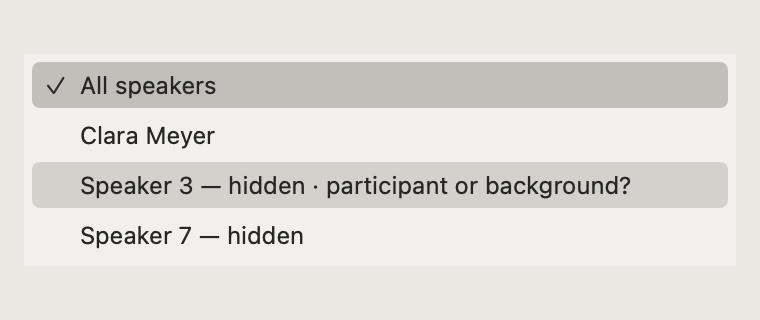 ✓ All speakers
Clara Meyer
Speaker 3 — hidden · participant or background?
Speaker 7 — hidden